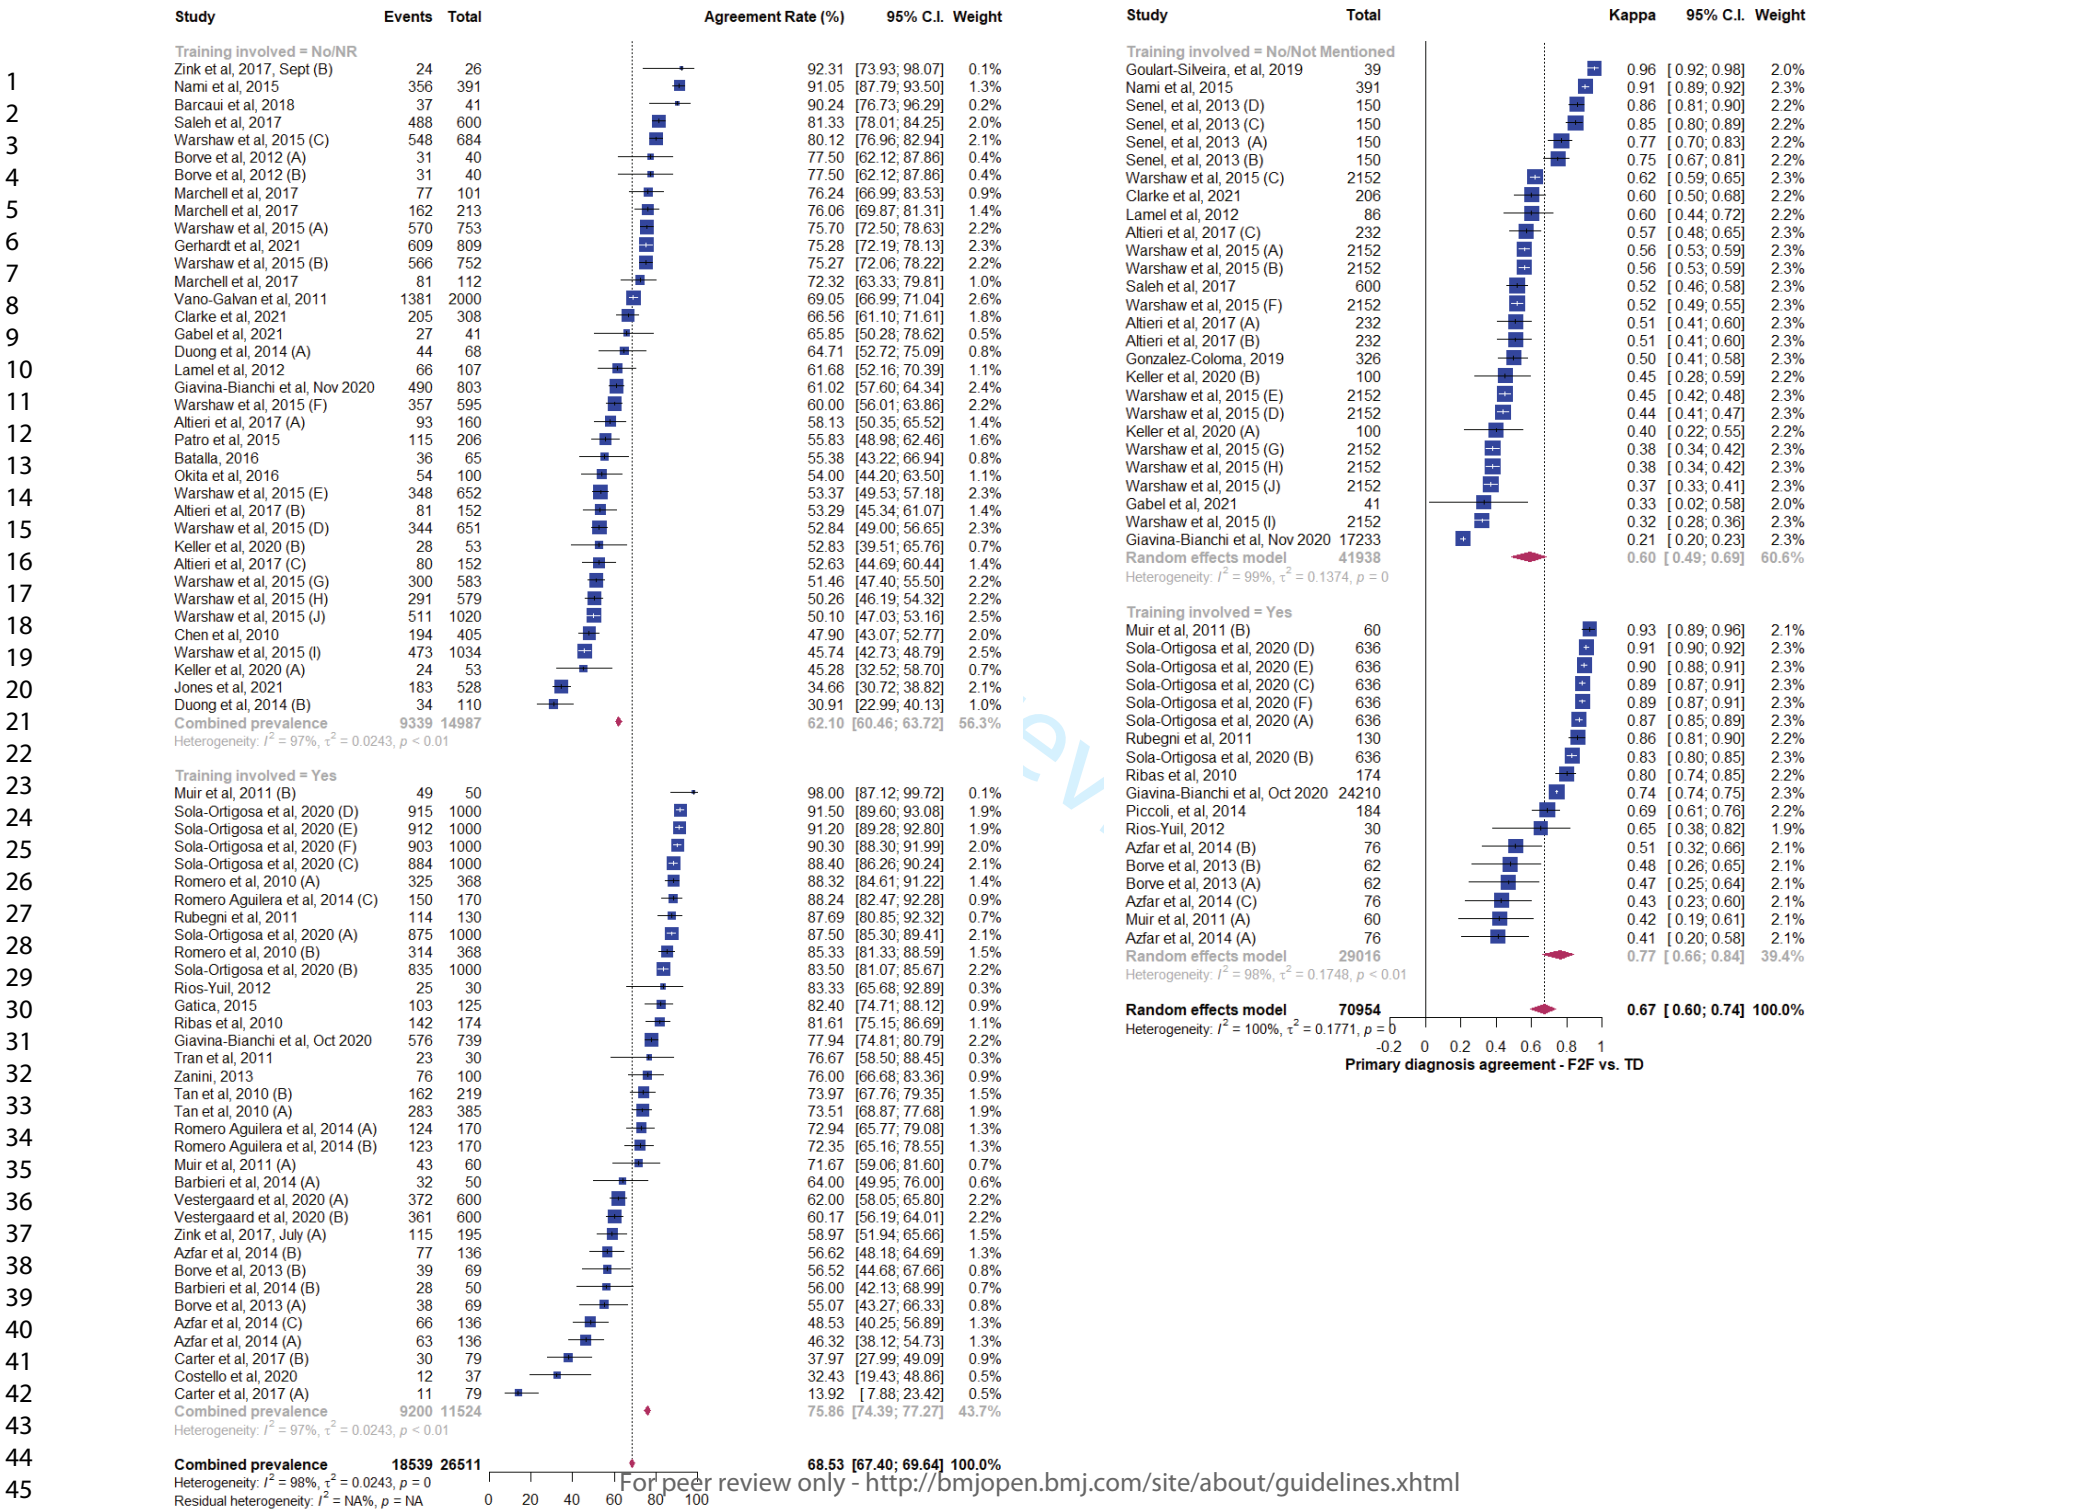 Study Events Total Agreement Rate (%) 95% C.I. Weight
Training involved = No/NR
Zink et al, 2017, Sept (B) 24 26 92.31 [73.93; 98.07] 0.1%
Nami et al, 2015 356 391 91.05 [87.79; 93.50] 1.3%
Barcaui et al, 2018 37 41 90.24 [76.73; 96.29] 0.2%
Saleh et al, 2017 488 600 81.33 [78.01; 84.25] 2.0%
Warshaw et al, 2015 (C) 548 684 80.12 [76.96; 82.94] 2.1%
Borve et al, 2012 (A) 31 40 77.50 [62.12; 87.86] 0.4%
Borve et al, 2012 (B) 31 40 77.50 [62.12; 87.86] 0.4%
Marchell et al, 2017 77 101 76.24 [66.99; 83.53] 0.9%
Marchell et al, 2017 162 213 76.06 [69.87; 81.31] 1.4%
Warshaw et al, 2015 (A) 570 753 75.70 [72.50; 78.63] 2.2%
Gerhardt et al, 2021 609 809 75.28 [72.19; 78.13] 2.3%
Warshaw et al, 2015 (B) 566 752 75.27 [72.06; 78.22] 2.2%
Marchell et al, 2017 81 112 72.32 [63.33; 79.81] 1.0%
Vano-Galvan et al, 2011 1381 2000 69.05 [66.99; 71.04] 2.6%
Clarke et al, 2021 205 308 66.56 [61.10; 71.61] 1.8%
Gabel et al, 2021 27 41 65.85 [50.28; 78.62] 0.5%
Duong et al, 2014 (A) 44 68 64.71 [52.72; 75.09] 0.8%
Lamel et al, 2012 66 107 61.68 [52.16; 70.39] 1.1%
Giavina-Bianchi et al, Nov 2020 490 803 61.02 [57.60; 64.34] 2.4%
Warshaw et al, 2015 (F) 357 595 60.00 [56.01; 63.86] 2.2%
Altieri et al, 2017 (A) 93 160 58.13 [50.35; 65.52] 1.4%
Patro et al, 2015 115 206 55.83 [48.98; 62.46] 1.6%
Batalla, 2016 36 65 55.38 [43.22; 66.94] 0.8%
Okita et al, 2016 54 100 54.00 [44.20; 63.50] 1.1%
Warshaw et al, 2015 (E) 348 652 53.37 [49.53; 57.18] 2.3%
Altieri et al, 2017 (B) 81 152 53.29 [45.34; 61.07] 1.4%
Warshaw et al, 2015 (D) 344 651 52.84 [49.00; 56.65] 2.3%
Keller et al, 2020 (B) 28 53 52.83 [39.51; 65.76] 0.7%
Altieri et al, 2017 (C) 80 152 52.63 [44.69; 60.44] 1.4%
Warshaw et al, 2015 (G) 300 583 51.46 [47.40; 55.50] 2.2%
Warshaw et al, 2015 (H) 291 579 50.26 [46.19; 54.32] 2.2%
Warshaw et al, 2015 (J) 511 1020 50.10 [47.03; 53.16] 2.5%
Chen et al, 2010 194 405 47.90 [43.07; 52.77] 2.0%
Warshaw et al, 2015 (I) 473 1034 45.74 [42.73; 48.79] 2.5%
Keller et al, 2020 (A) 24 53 45.28 [32.52; 58.70] 0.7%
Jones et al, 2021 183 528 34.66 [30.72; 38.82] 2.1%
Duong et al, 2014 (B) 34 110 30.91 [22.99; 40.13] 1.0%
Combined prevalence 9339 14987 62.10 [60.46; 63.72] 56.3%
Heterogeneity: I² = 97%, τ² = 0.0243, p < 0.01
Training involved = Yes
Muir et al, 2011 (B) 49 50 98.00 [87.12; 99.72] 0.1%
Sola-Ortigosa et al, 2020 (D) 915 1000 91.50 [89.60; 93.08] 1.9%
Sola-Ortigosa et al, 2020 (E) 912 1000 91.20 [89.28; 92.80] 1.9%
Sola-Ortigosa et al, 2020 (F) 903 1000 90.30 [88.30; 91.99] 2.0%
Sola-Ortigosa et al, 2020 (C) 884 1000 88.40 [86.26; 90.24] 2.1%
Romero et al, 2010 (A) 325 368 88.32 [84.61; 91.22] 1.4%
Romero Aguilera et al, 2014 (C) 150 170 88.24 [82.47; 92.28] 0.9%
Rubegni et al, 2011 114 130 87.69 [80.85; 92.32] 0.7%
Sola-Ortigosa et al, 2020 (A) 875 1000 87.50 [85.30; 89.41] 2.1%
Romero et al, 2010 (B) 314 368 85.33 [81.33; 88.59] 1.5%
Sola-Ortigosa et al, 2020 (B) 835 1000 83.50 [81.07; 85.67] 2.2%
Rios-Yuil, 2012 25 30 83.33 [65.68; 92.89] 0.3%
Gatica, 2015 103 125 82.40 [74.71; 88.12] 0.9%
Ribas et al, 2010 142 174 81.61 [75.15; 86.69] 1.1%
Giavina-Bianchi et al, Oct 2020 576 739 77.94 [74.81; 80.79] 2.2%
Tran et al, 2011 23 30 76.67 [58.50; 88.45] 0.3%
Zanini, 2013 76 100 76.00 [66.68; 83.36] 0.9%
Tan et al, 2010 (B) 162 219 73.97 [67.76; 79.35] 1.5%
Tan et al, 2010 (A) 283 385 73.51 [68.87; 77.68] 1.9%
Romero Aguilera et al, 2014 (A) 124 170 72.94 [65.77; 79.08] 1.3%
Romero Aguilera et al, 2014 (B) 123 170 72.35 [65.16; 78.55] 1.3%
Muir et al, 2011 (A) 43 60 71.67 [59.06; 81.60] 0.7%
Barbieri et al, 2014 (A) 32 50 64.00 [49.95; 76.00] 0.6%
Vestergaard et al, 2020 (A) 372 600 62.00 [58.05; 65.80] 2.2%
Vestergaard et al, 2020 (B) 361 600 60.17 [56.19; 64.01] 2.2%
Zink et al, 2017, July (A) 115 195 58.97 [51.94; 65.66] 1.5%
Azfar et al, 2014 (B) 77 136 56.62 [48.18; 64.69] 1.3%
Borve et al, 2013 (B) 39 69 56.52 [44.68; 67.66] 0.8%
Barbieri et al, 2014 (B) 28 50 56.00 [42.13; 68.99] 0.7%
Borve et al, 2013 (A) 38 69 55.07 [43.27; 66.33] 0.8%
Azfar et al, 2014 (C) 66 136 48.53 [40.25; 56.89] 1.3%
Azfar et al, 2014 (A) 63 136 46.32 [38.12; 54.73] 1.3%
Carter et al, 2017 (B) 30 79 37.97 [27.99; 49.09] 0.9%
Costello et al, 2020 12 37 32.43 [19.43; 48.86] 0.5%
Carter et al, 2017 (A) 11 79 13.92 [ 7.88; 23.42] 0.5%
Combined prevalence 9200 11524 75.86 [74.39; 77.27] 43.7%
Heterogeneity: I² = 97%, τ² = 0.0243, p < 0.01
Combined prevalence 18539 26511 68.53 [67.40; 69.64] 100.0%
Heterogeneity: I² = 98%, τ² = 0.0243, p = 0
Residual heterogeneity: I² = NA%, p = NA
0 20 40 60 80 100
Study Total Kappa 95% C.I. Weight
Training involved = No/Not Mentioned
Goulart-Silveira, et al, 2019 39 0.96 [ 0.92; 0.98] 2.0%
Nami et al, 2015 391 0.91 [ 0.89; 0.92] 2.3%
Senel, et al, 2013 (D) 150 0.86 [ 0.81; 0.90] 2.2%
Senel, et al, 2013 (C) 150 0.85 [ 0.80; 0.89] 2.2%
Senel, et al, 2013 (A) 150 0.77 [ 0.70; 0.83] 2.2%
Senel, et al, 2013 (B) 150 0.75 [ 0.67; 0.81] 2.2%
Warshaw et al, 2015 (C) 2152 0.62 [ 0.59; 0.65] 2.3%
Clarke et al, 2021 206 0.60 [ 0.50; 0.68] 2.2%
Lamel et al, 2012 86 0.60 [ 0.44; 0.72] 2.2%
Altieri et al, 2017 (C) 232 0.57 [ 0.48; 0.65] 2.3%
Warshaw et al, 2015 (A) 2152 0.56 [ 0.53; 0.59] 2.3%
Warshaw et al, 2015 (B) 2152 0.56 [ 0.53; 0.59] 2.3%
Saleh et al, 2017 600 0.52 [ 0.46; 0.58] 2.3%
Warshaw et al, 2015 (F) 2152 0.52 [ 0.49; 0.55] 2.3%
Altieri et al, 2017 (A) 232 0.51 [ 0.41; 0.60] 2.3%
Altieri et al, 2017 (B) 232 0.51 [ 0.41; 0.60] 2.3%
Gonzalez-Coloma, 2019 326 0.50 [ 0.41; 0.58] 2.3%
Keller et al, 2020 (B) 100 0.45 [ 0.28; 0.59] 2.2%
Warshaw et al, 2015 (E) 2152 0.45 [ 0.42; 0.48] 2.3%
Warshaw et al, 2015 (D) 2152 0.44 [ 0.41; 0.47] 2.3%
Keller et al, 2020 (A) 100 0.40 [ 0.22; 0.55] 2.2%
Warshaw et al, 2015 (G) 2152 0.38 [ 0.34; 0.42] 2.3%
Warshaw et al, 2015 (H) 2152 0.38 [ 0.34; 0.42] 2.3%
Warshaw et al, 2015 (J) 2152 0.37 [ 0.33; 0.41] 2.3%
Gabel et al, 2021 41 0.33 [ 0.02; 0.58] 2.0%
Warshaw et al, 2015 (I) 2152 0.32 [ 0.28; 0.36] 2.3%
Giavina-Bianchi et al, Nov 2020 17233 0.21 [ 0.20; 0.23] 2.3%
Random effects model 41938 0.60 [ 0.49; 0.69] 60.6%
Heterogeneity: I² = 99%, τ² = 0.1374, p = 0
Training involved = Yes
Muir et al, 2011 (B) 60 0.93 [ 0.89; 0.96] 2.1%
Sola-Ortigosa et al, 2020 (D) 636 0.91 [ 0.90; 0.92] 2.3%
Sola-Ortigosa et al, 2020 (E) 636 0.90 [ 0.88; 0.91] 2.3%
Sola-Ortigosa et al, 2020 (C) 636 0.89 [ 0.87; 0.91] 2.3%
Sola-Ortigosa et al, 2020 (F) 636 0.89 [ 0.87; 0.91] 2.3%
Sola-Ortigosa et al, 2020 (A) 636 0.87 [ 0.85; 0.89] 2.3%
Rubegni et al, 2011 130 0.86 [ 0.81; 0.90] 2.2%
Sola-Ortigosa et al, 2020 (B) 636 0.83 [ 0.80; 0.85] 2.3%
Ribas et al, 2010 174 0.80 [ 0.74; 0.85] 2.2%
Giavina-Bianchi et al, Oct 2020 24210 0.74 [ 0.74; 0.75] 2.3%
Piccoli, et al, 2014 184 0.69 [ 0.61; 0.76] 2.2%
Rios-Yuil, 2012 30 0.65 [ 0.38; 0.82] 1.9%
Azfar et al, 2014 (B) 76 0.51 [ 0.32; 0.66] 2.1%
Borve et al, 2013 (B) 62 0.48 [ 0.26; 0.65] 2.1%
Borve et al, 2013 (A) 62 0.47 [ 0.25; 0.64] 2.1%
Azfar et al, 2014 (C) 76 0.43 [ 0.23; 0.60] 2.1%
Muir et al, 2011 (A) 60 0.42 [ 0.19; 0.61] 2.1%
Azfar et al, 2014 (A) 76 0.41 [ 0.20; 0.58] 2.1%
Random effects model 29016 0.77 [ 0.66; 0.84] 39.4%
Heterogeneity: I² = 98%, τ² = 0.1748, p < 0.01
Random effects model 70954 0.67 [ 0.60; 0.74] 100.0%
Heterogeneity: I² = 100%, τ² = 0.1771, p = 0
-0.2 0 0.2 0.4 0.6 0.8 1
Primary diagnosis agreement - F2F vs. TD
1
2
3
4
5
6
7
8
9
10
11
12
13
14
15
16
17
18
19
20
21
22
23
24
25
26
27
28
29
30
31
32
33
34
35
36
37
38
39
40
41
42
43
44
45
ev
For peer review only - http://bmjopen.bmj.com/site/about/guidelines.xhtml